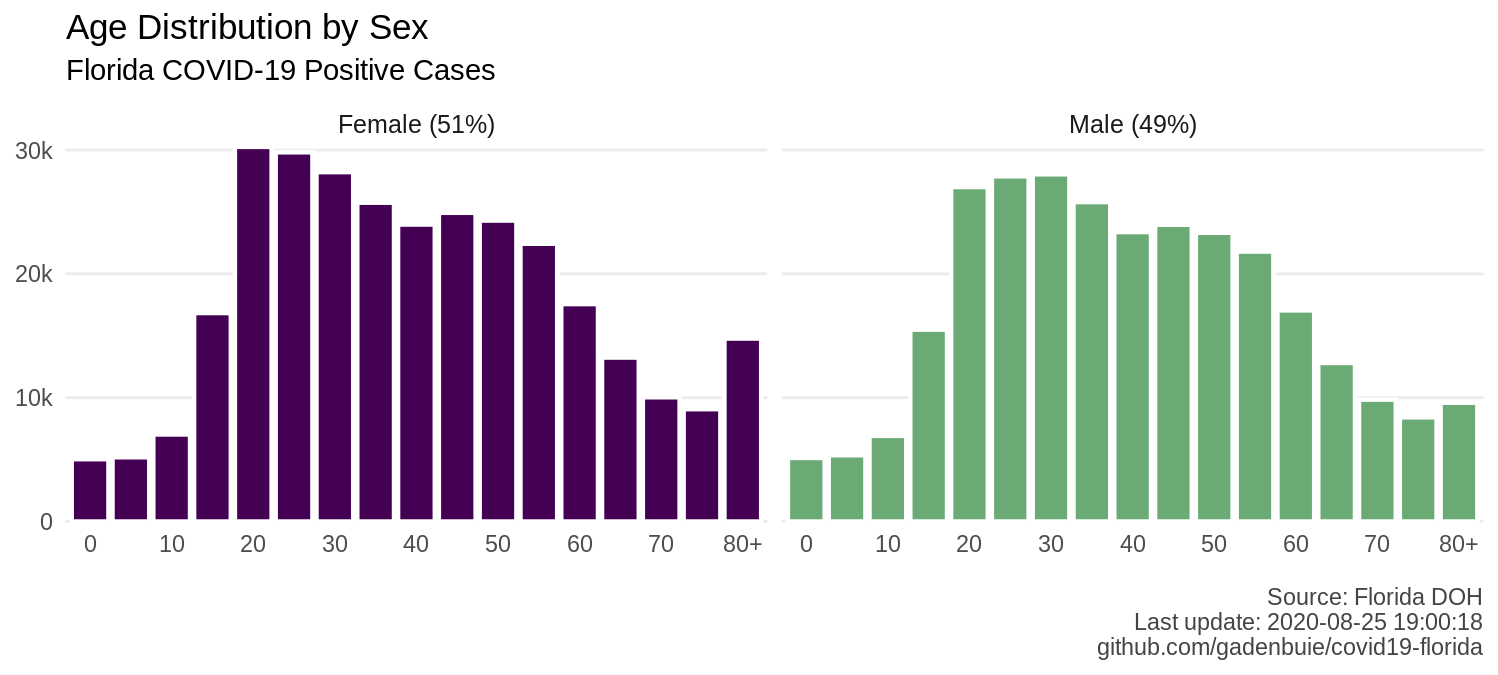 Age Distribution by Sex
Florida COVID-19 Positive Cases
Female (51%)
Male (49%)
30k
20k
10k
0
0 10 20 30 40 50 60 70 80+
0 10 20 30 40 50 60 70 80+
Source: Florida DOH
Last update: 2020-08-25 19:00:18
github.com/gadenbuie/covid19-florida